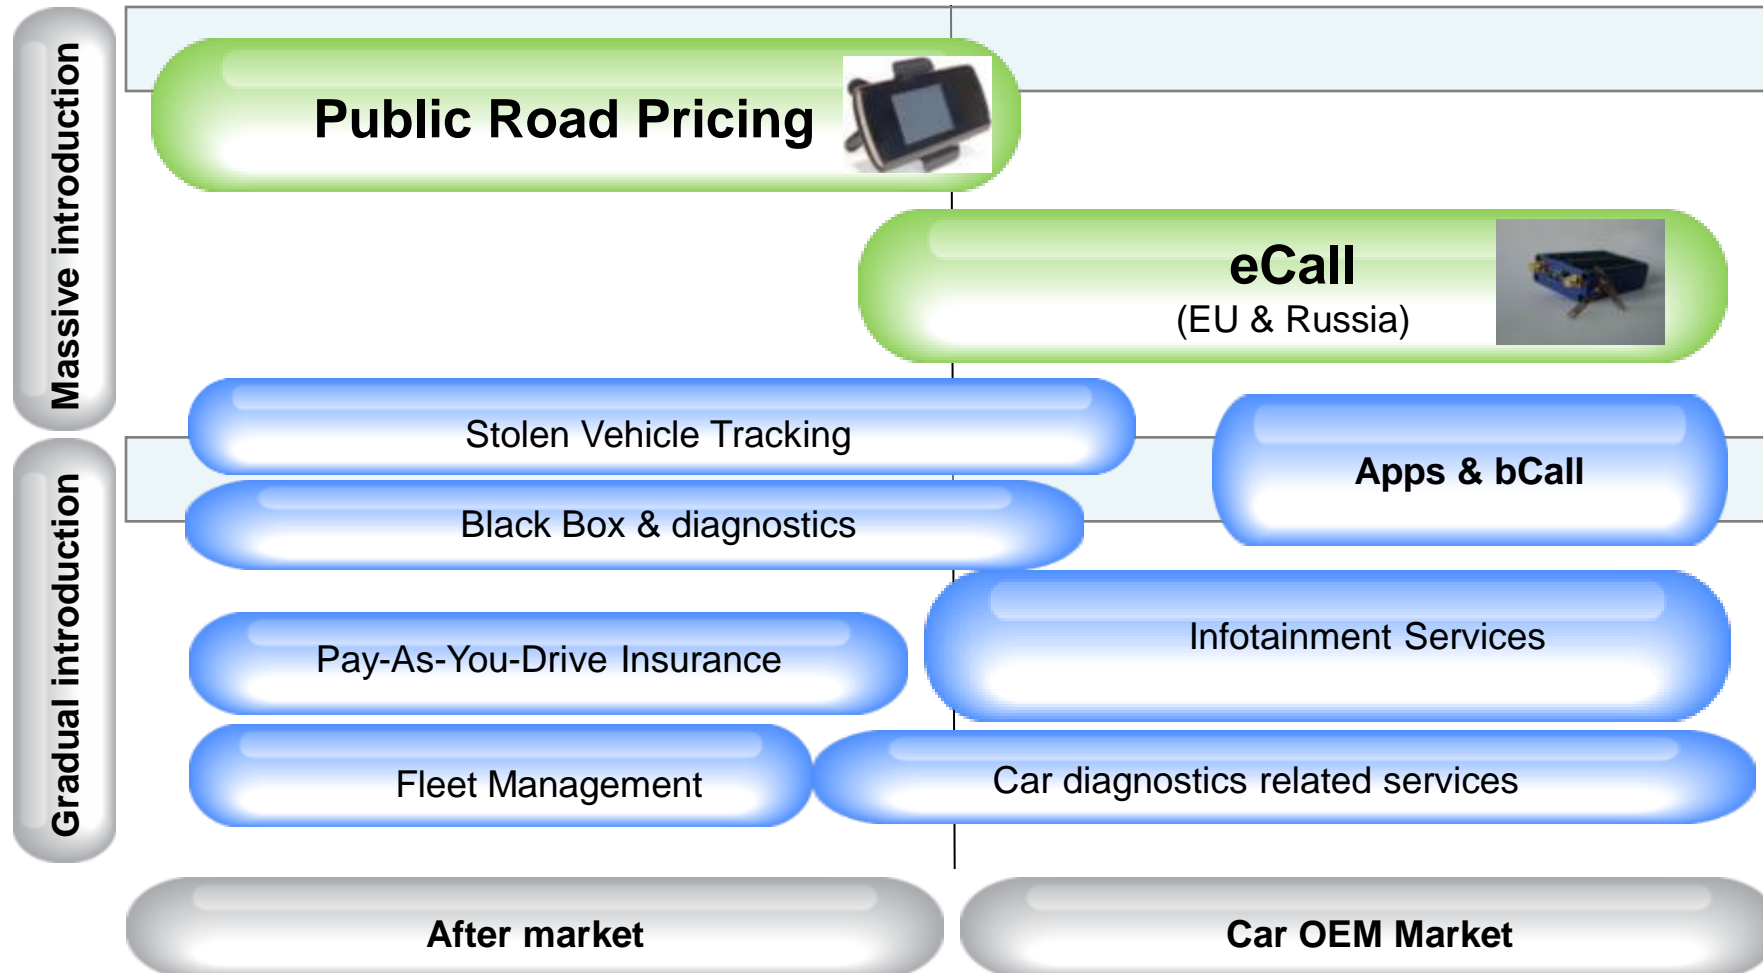 Massive introduction
Public Road Pricing
eCall
(EU & Russia)
Stolen Vehicle Tracking
Apps & bCall
Gradual introduction
Black Box & diagnostics
Infotainment Services
Pay-As-You-Drive Insurance
Fleet Management
Car diagnostics related services
After market
Car OEM Market